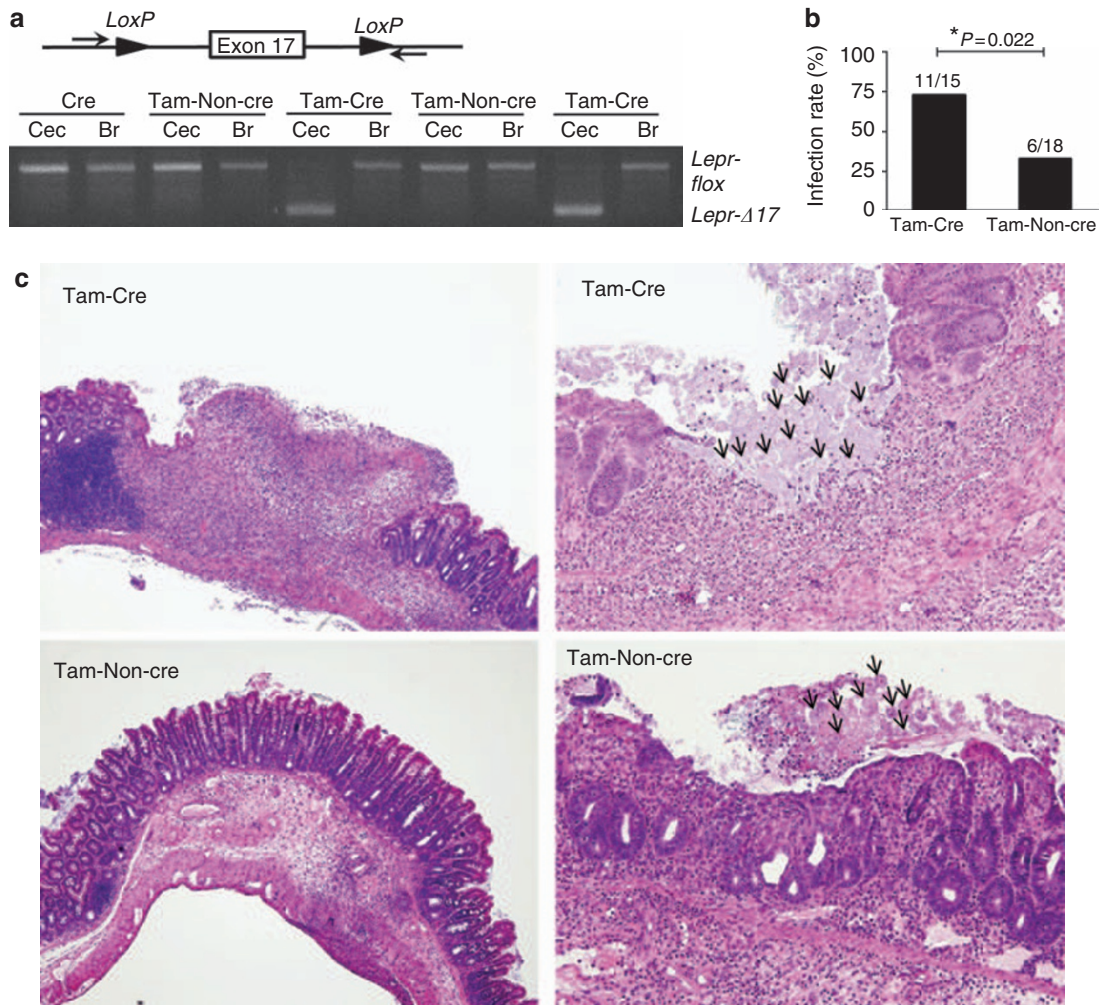 a
LoxP LoxP
Exon 17
Cre Tam-Non-cre Tam-Cre Tam-Non-cre Tam-Cre
Cec Br Cec Br Cec Br Cec Br Cec Br
Lepr-
flox
Lepr-Δ17
b
*P=0.022
Infection rate (%)
100
75
50
25
0
11/15
6/18
Tam-Cre Tam-Non-cre
c
Tam-Cre
Tam-Cre
Tam-Non-cre
Tam-Non-cre